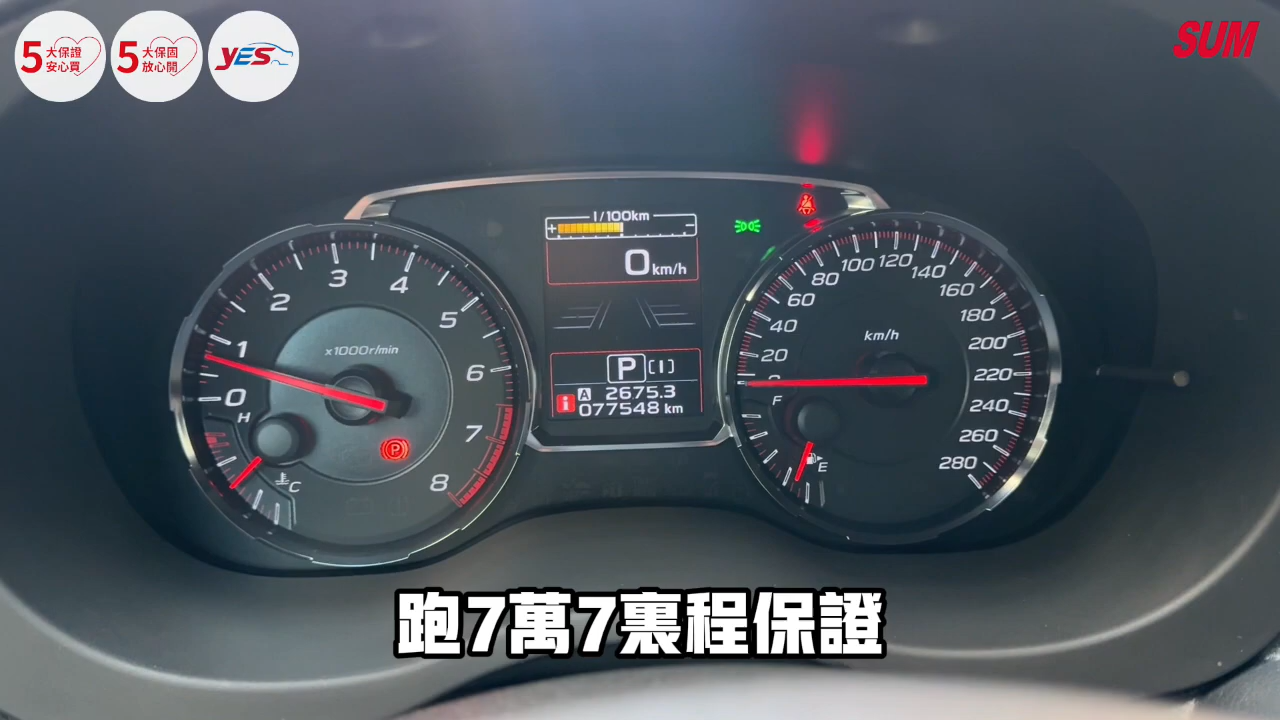 5大保證
安心買
5大保固
放心開
YES
SUM
1/100km
+ -
0km/h
P [1]
A 2675.3
077548 km
0 1 2 3 4 5 6 7 8
x1000r/min
H
C
P
0 20 40 60 80 100 120 140 160 180 200 220 240 260 280
km/h
F
E
跑7萬7裏程保證